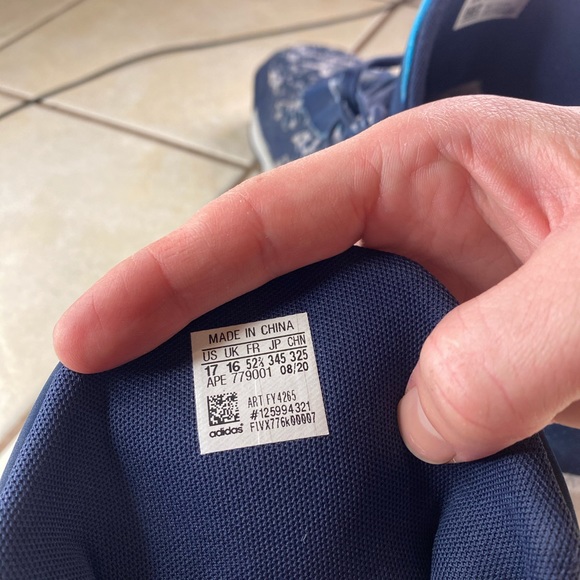 MADE IN CHINA
US UK FR JP CHN
17 16 52⅔ 345 325
APE 779001 08/20
ART FY4265
#125994321
FIVX776K00007
adidas